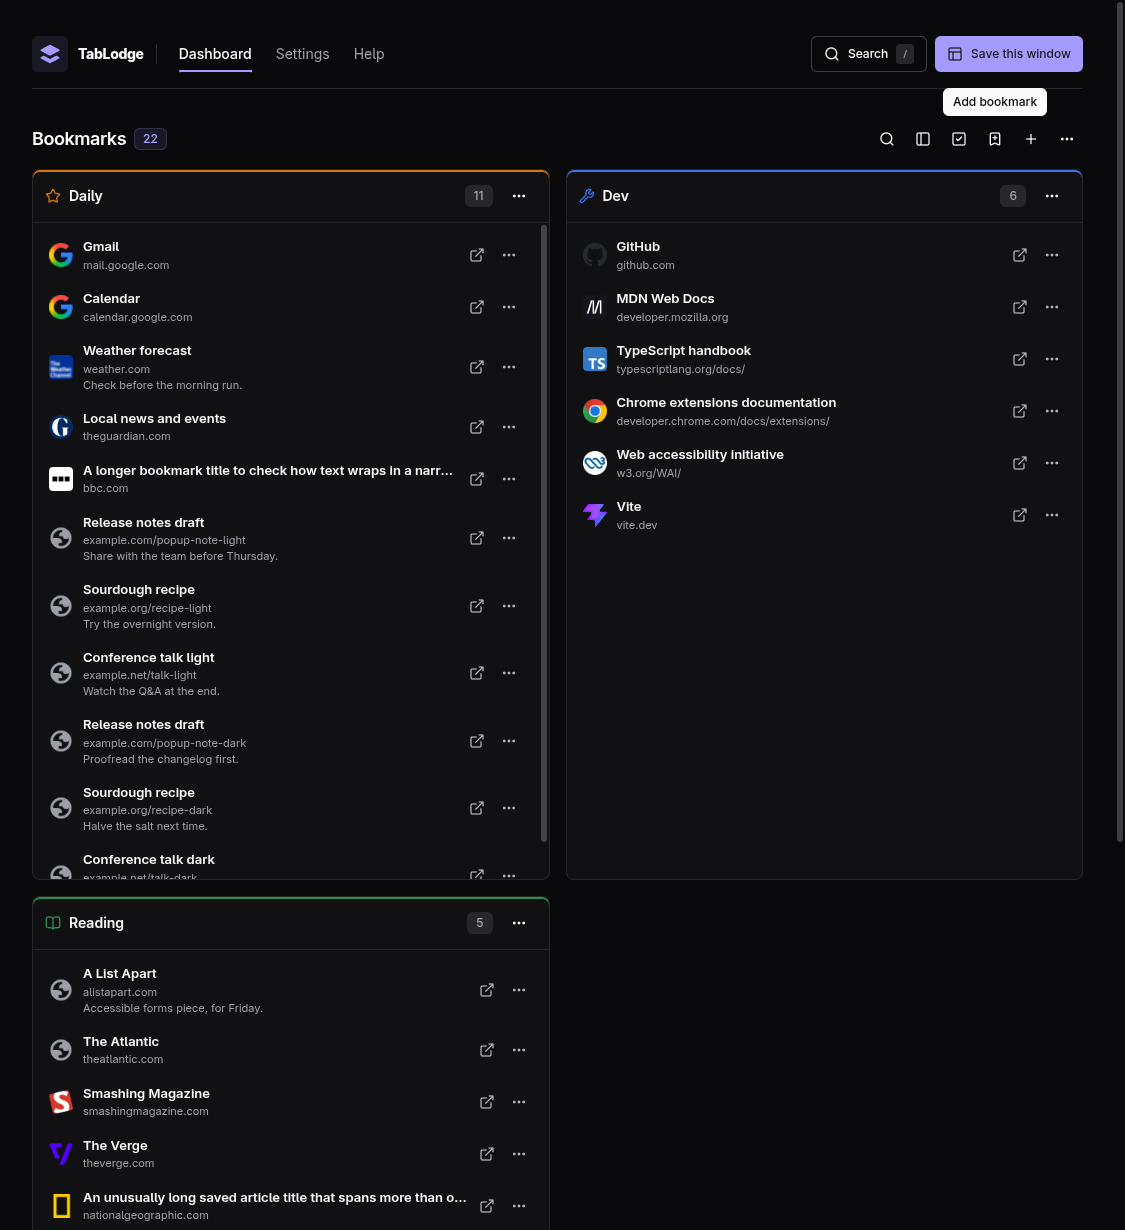 TabLodge
Dashboard
Settings
Help
Search /
Save this window
Add bookmark
Bookmarks 22
Daily 11
Gmail
mail.google.com
Calendar
calendar.google.com
The Weather Channel
Weather forecast
weather.com
Check before the morning run.
Local news and events
theguardian.com
A longer bookmark title to check how text wraps in a narr...
bbc.com
Release notes draft
example.com/popup-note-light
Share with the team before Thursday.
Sourdough recipe
example.org/recipe-light
Try the overnight version.
Conference talk light
example.net/talk-light
Watch the Q&A at the end.
Release notes draft
example.com/popup-note-dark
Proofread the changelog first.
Sourdough recipe
example.org/recipe-dark
Halve the salt next time.
Conference talk dark
example.net/talk-dark
Dev 6
GitHub
github.com
MDN Web Docs
developer.mozilla.org
TS
TypeScript handbook
typescriptlang.org/docs/
Chrome extensions documentation
developer.chrome.com/docs/extensions/
Web accessibility initiative
w3.org/WAI/
Vite
vite.dev
Reading 5
A List Apart
alistapart.com
Accessible forms piece, for Friday.
The Atlantic
theatlantic.com
Smashing Magazine
smashingmagazine.com
The Verge
theverge.com
An unusually long saved article title that spans more than o...
nationalgeographic.com